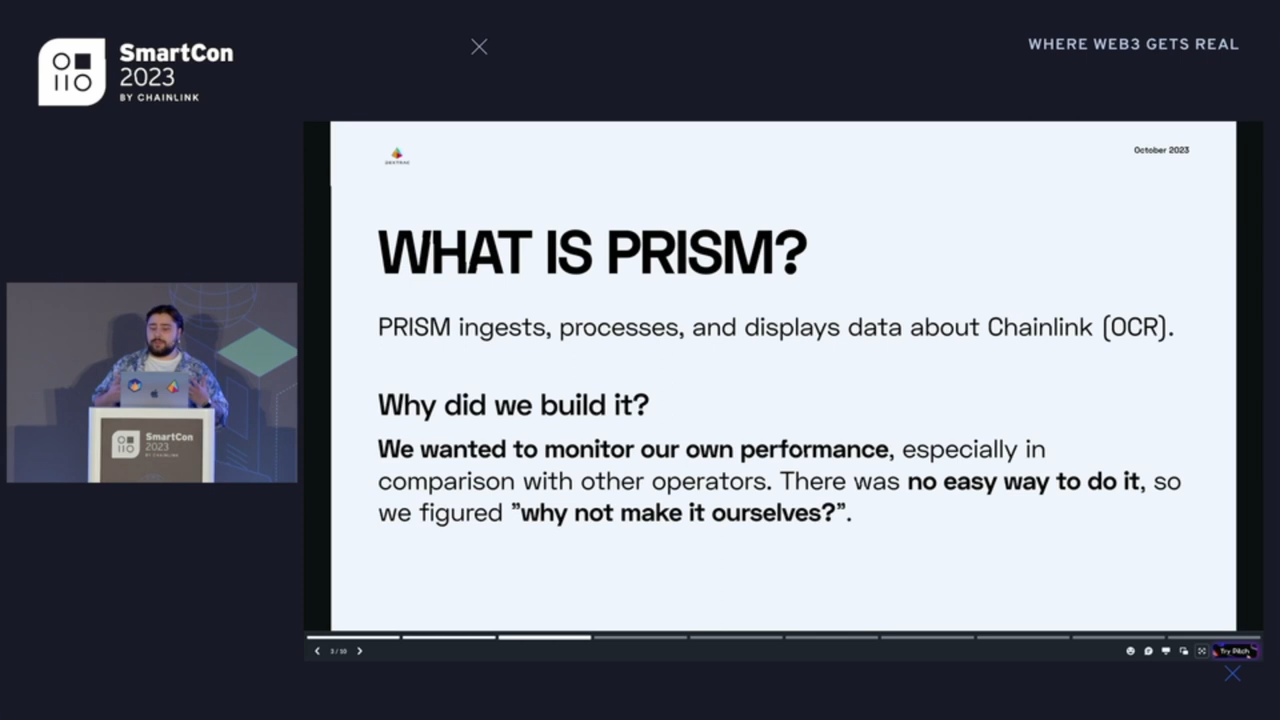 SmartCon
2023
BY CHAINLINK
WHERE WEB3 GETS REAL
DEXTRAC
October 2023
WHAT IS PRISM?
PRISM ingests, processes, and displays data about Chainlink (OCR).
Why did we build it?
We wanted to monitor our own performance, especially in
comparison with other operators. There was no easy way to do it, so
we figured ”why not make it ourselves?”.
SmartCon
2023
BY CHAINLINK
3 / 10
Try Pitch